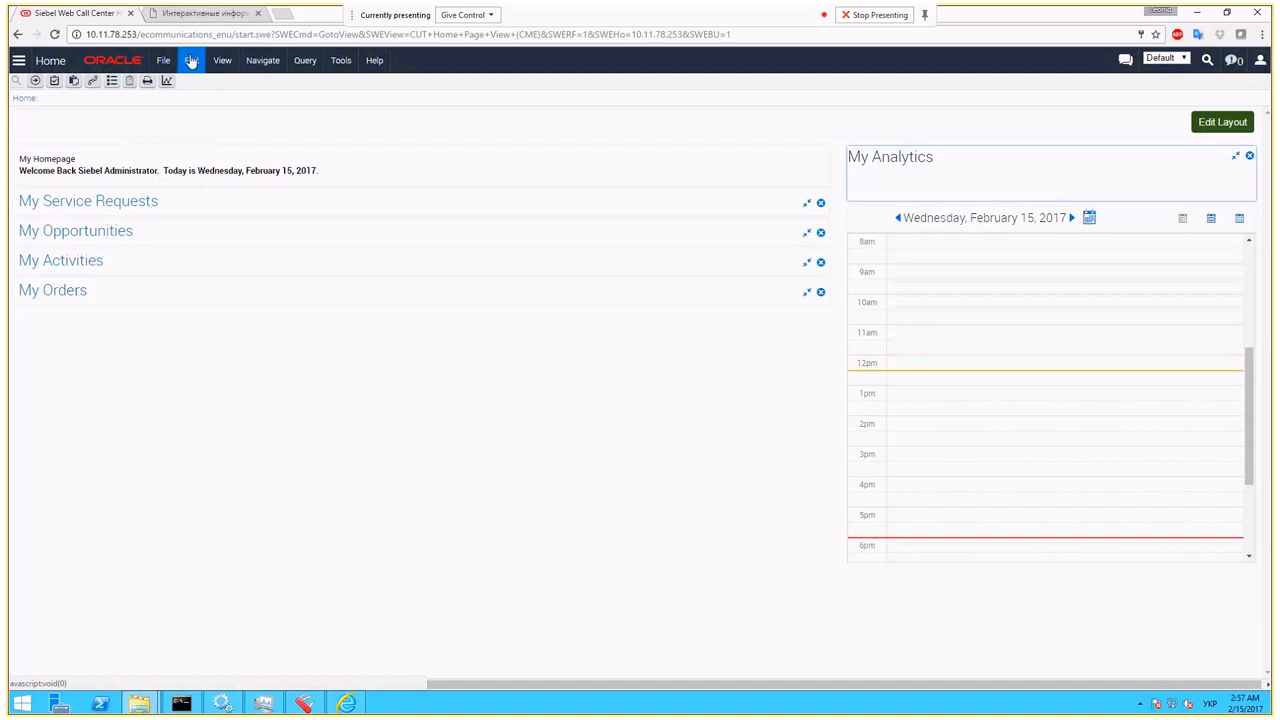 Siebel Web Call Center H
Интерактивные информ
Currently presenting
Give Control
Stop Presenting
10.11.78.253/ecommunications_enu/start.swe?SWECmd=GotoView&SWEView=CUT+Home+Page+View+(CME)&SWERF=1&SWEHo=10.11.78.253&SWEBU=1
ABP
Home
ORACLE
File
View
Navigate
Query
Tools
Help
Default
0
Home:
Edit Layout
My Homepage
Welcome Back Siebel Administrator. Today is Wednesday, February 15, 2017.
My Service Requests
My Opportunities
My Activities
My Orders
My Analytics
Wednesday, February 15, 2017
8am
9am
10am
11am
12pm
1pm
2pm
3pm
4pm
5pm
6pm
avascript:void(0)
УКР
2:57 AM
2/15/2017